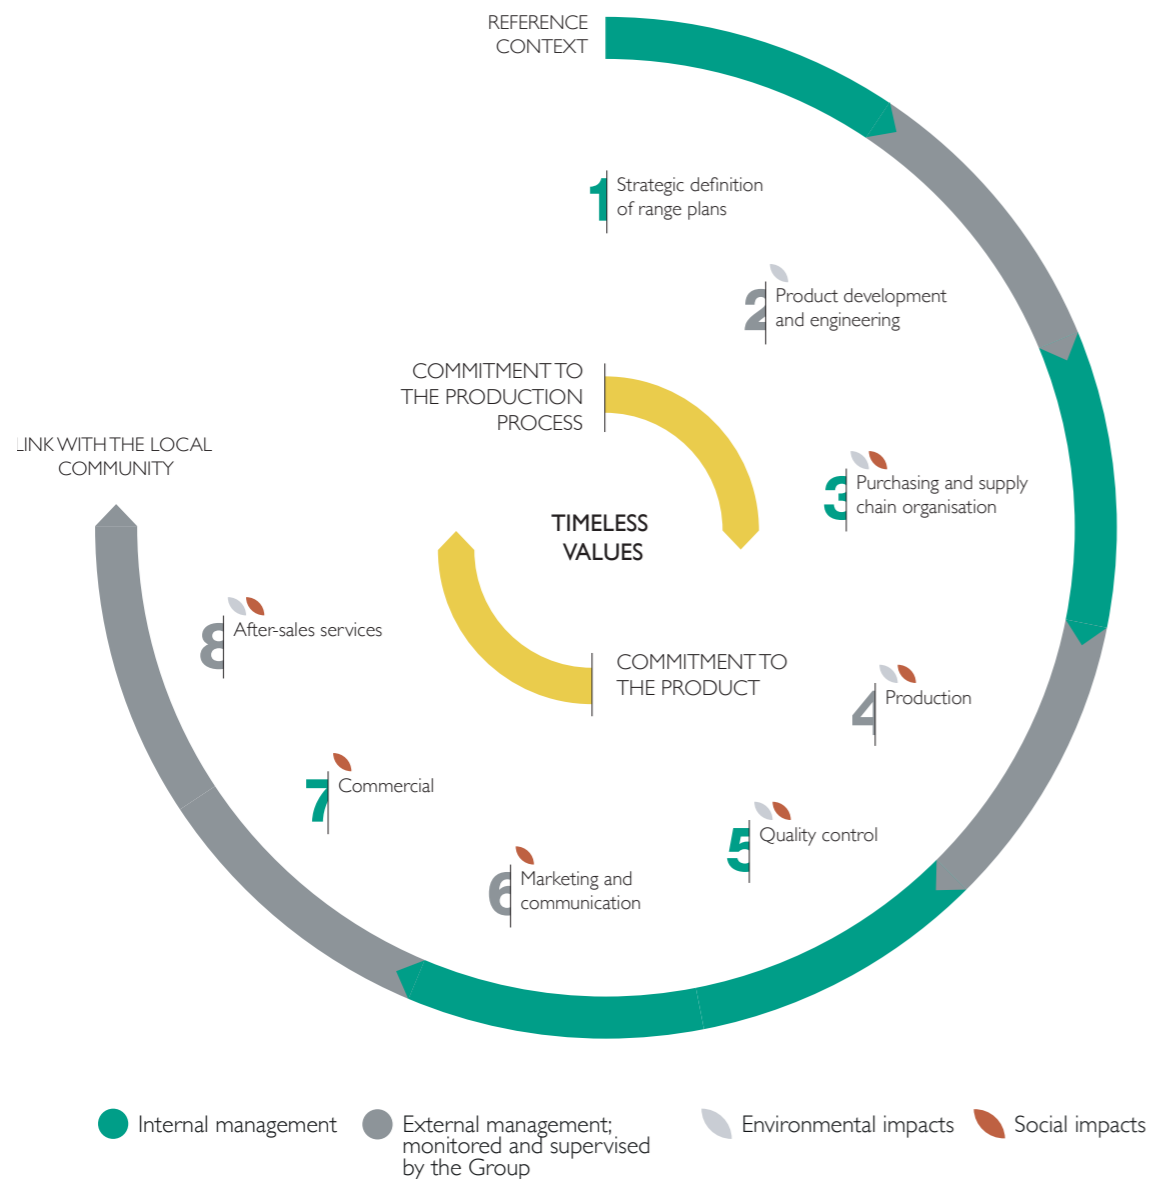 REFERENCE
CONTEXT
1
Strategic definition
of range plans
2
Product development
and engineering
COMMITMENT TO
THE PRODUCTION
PROCESS
LINK WITH THE LOCAL
COMMUNITY
3
Purchasing and supply
chain organisation
TIMELESS
VALUES
8
After-sales services
COMMITMENT TO
THE PRODUCT
4
Production
7
Commercial
5
Quality control
6
Marketing and
communication
Internal management
External management;
monitored and supervised
by the Group
Environmental impacts
Social impacts